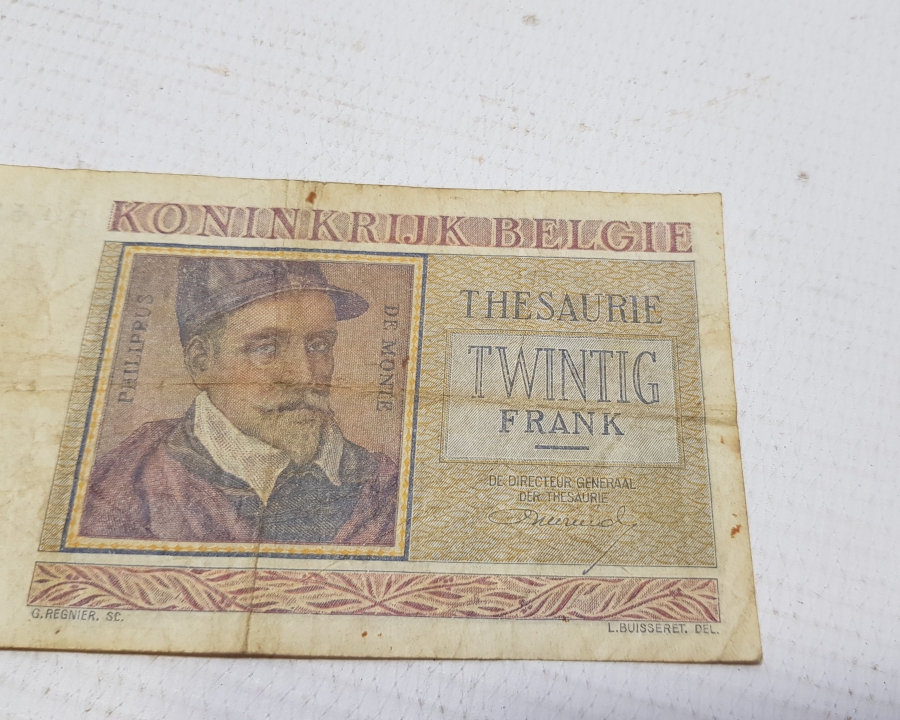 KONINKRIJK BELGIE
PHILIPPUS
DE MONTE
THESAURIE
TWINTIG
FRANK
DE DIRECTEUR GENERAAL
DER THESAURIE
G. REGNIER. SC.
L. BUISSERET. DEL.